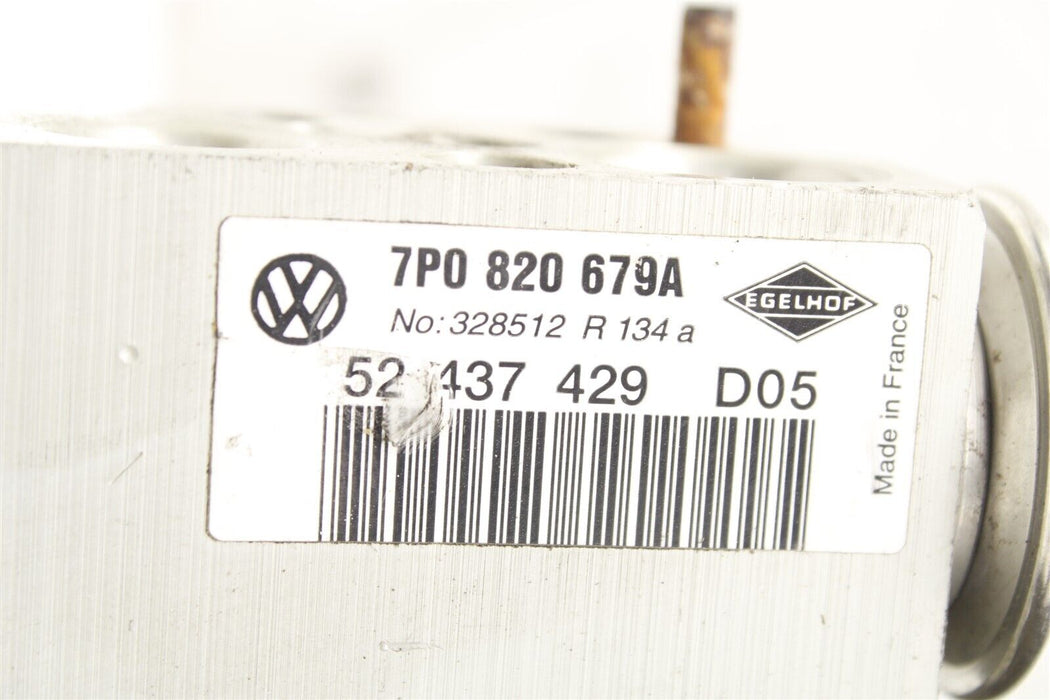 7P0 820 679A
No: 328512 R 134 a
EGELHOF
52 437 429 D05
Made in France